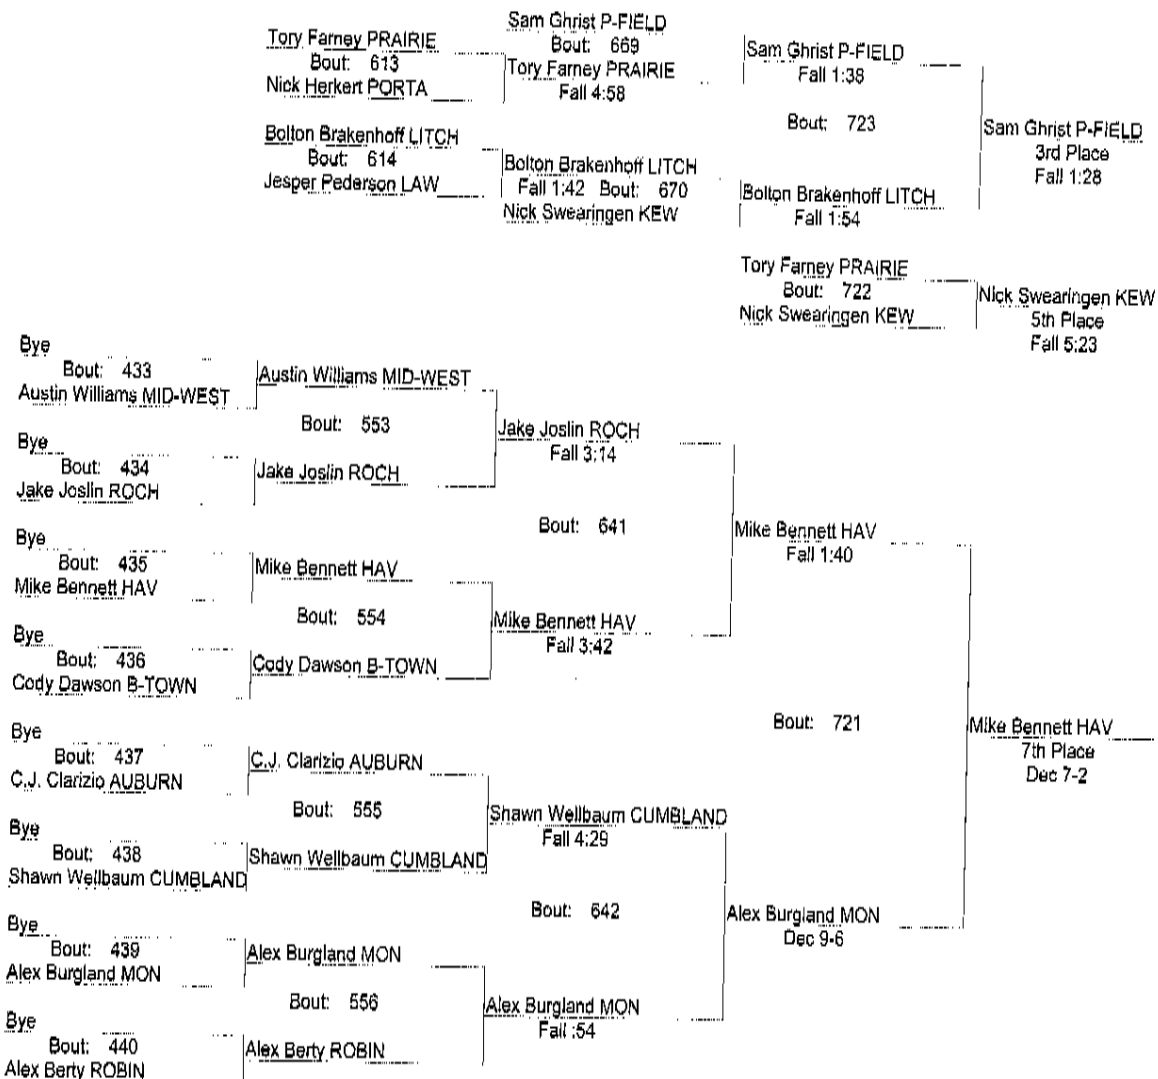 Sam Ghrist P-FIELD
Tory Farney PRAIRIE
Bout: 669
Bout: 613
Tory Farney PRAIRIE
Nick Herkert PORTA
Fall 4:58
Sam Ghrist P-FIELD
Fall 1:38
Bout: 723
Sam Ghrist P-FIELD
3rd Place
Fall 1:28
Bolton Brakenhoff LITCH
Bout: 614
Jesper Pederson LAW
Bolton Brakenhoff LITCH
Fall 1:42 Bout: 670
Nick Swearingen KEW
Bolton Brakenhoff LITCH
Fall 1:54
Tory Farney PRAIRIE
Bout: 722
Nick Swearingen KEW
Nick Swearingen KEW
5th Place
Fall 5:23
Bye
Bout: 433
Austin Williams MID-WEST
Austin Williams MID-WEST
Bout: 553
Bye
Bout: 434
Jake Joslin ROCH
Jake Joslin ROCH
Jake Joslin ROCH
Fall 3:14
Bout: 641
Bye
Bout: 435
Mike Bennett HAV
Mike Bennett HAV
Bout: 554
Bye
Bout: 436
Cody Dawson B-TOWN
Cody Dawson B-TOWN
Mike Bennett HAV
Fall 3:42
Mike Bennett HAV
Fall 1:40
Bout: 721
Mike Bennett HAV
7th Place
Dec 7-2
Bye
Bout: 437
C.J. Clarizio AUBURN
C.J. Clarizio AUBURN
Bout: 555
Bye
Bout: 438
Shawn Wellbaum CUMBLAND
Shawn Wellbaum CUMBLAND
Shawn Wellbaum CUMBLAND
Fall 4:29
Bout: 642
Bye
Bout: 439
Alex Burgland MON
Alex Burgland MON
Bout: 556
Bye
Bout: 440
Alex Berty ROBIN
Alex Berty ROBIN
Alex Burgland MON
Fall :54
Alex Burgland MON
Dec 9-6